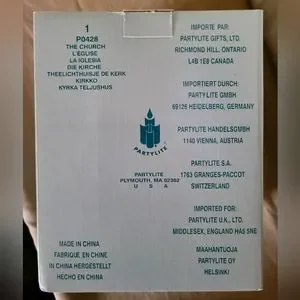 1
P0428
THE CHURCH
L'EGLISE
LA IGLESIA
DIE KIRCHE
THEELICHTHUISJE DE KERK
KIRKKO
KYRKA TELJUSHUS
PARTYLITE
PARTYLITE
PLYMOUTH, MA 02362
U S A
MADE IN CHINA
FABRIQUÉ EN CHINE
IN CHINA HERGESTELLT
HECHO EN CHINA
IMPORTE PAR:
PARTYLITE GIFTS, LTD.
RICHMOND HILL, ONTARIO
L4B 1E8 CANADA
IMPORTIERT DURCH:
PARTYLITE GMBH
69126 HEIDELBERG, GERMANY
PARTYLITE HANDELSGMBH
1140 VIENNA, AUSTRIA
PARTYLITE S.A.
1763 GRANGES-PACCOT
SWITZERLAND
IMPORTED FOR:
PARTYLITE U.K., LTD.
MIDDLESEX, ENGLAND HA5 5NE
MAAHANTUOJA
PARTYLITE OY
HELSINKI